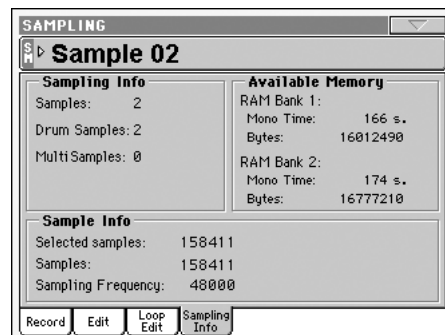 SAMPLING
SM Sample 02
Sampling Info
Samples: 2
Drum Samples: 2
MultiSamples: 0
Available Memory
RAM Bank 1:
Mono Time: 166 s.
Bytes: 16012490
RAM Bank 2:
Mono Time: 174 s.
Bytes: 16777210
Sample Info
Selected samples: 158411
Samples: 158411
Sampling Frequency: 48000
Record
Edit
Loop Edit
Sampling Info